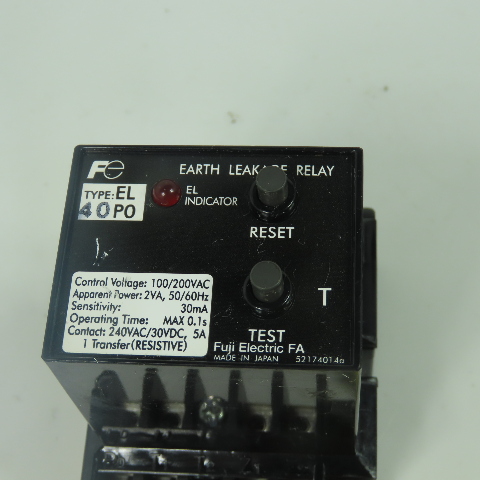 Fe EARTH LEAKAGE RELAY
TYPE: EL
40 PO
EL
INDICATOR
RESET
Control Voltage: 100/200VAC
Apparent Power: 2VA, 50/60Hz
Sensitivity: 30mA
Operating Time: MAX 0.1s
Contact: 240VAC/30VDC, 5A
1 Transfer(RESISTIVE)
T
TEST
Fuji Electric FA
MADE IN JAPAN 52174014a